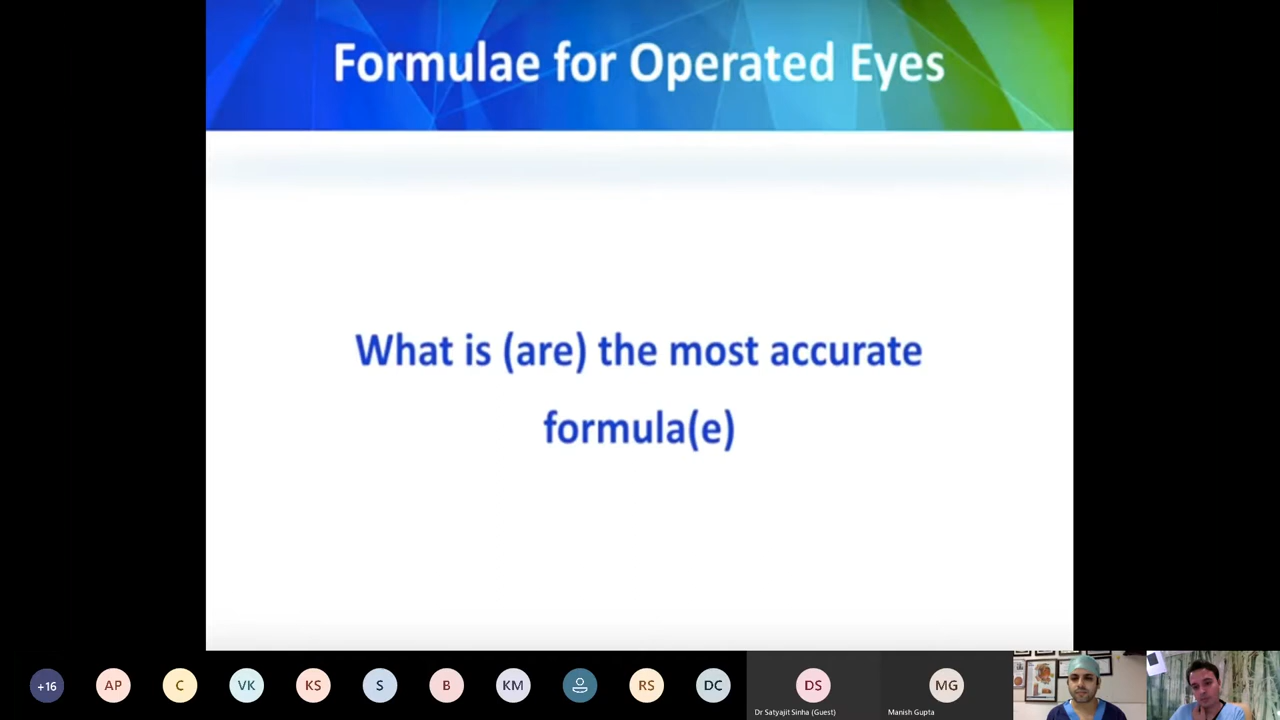 Formulae for Operated Eyes
What is (are) the most accurate
formula(e)
+16
AP
C
VK
KS
S
B
KM
RS
DC
DS
MG
Dr Satyajit Sinha (Guest)
Manish Gupta